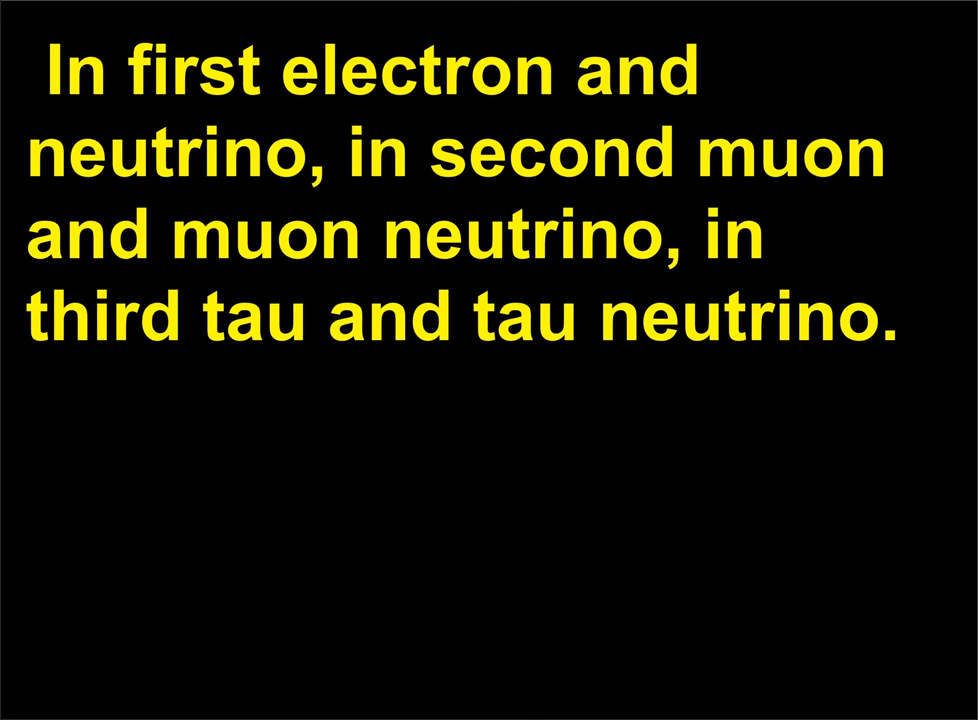 In first electron and
neutrino, in second muon
and muon neutrino, in
third tau and tau neutrino.